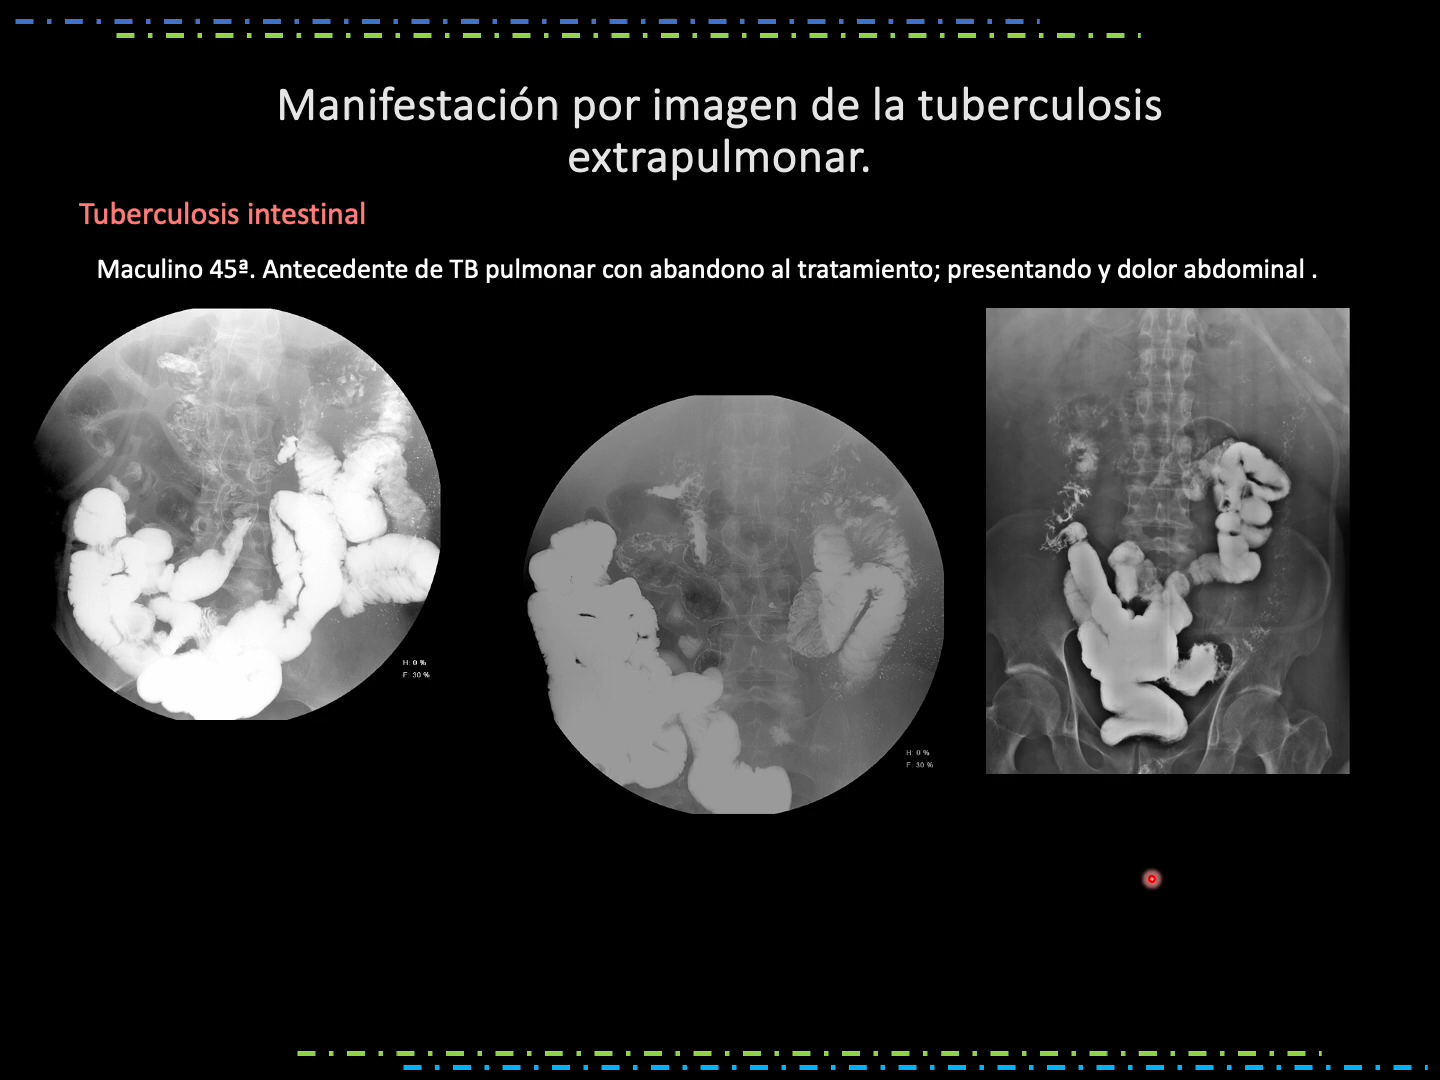 Manifestación por imagen de la tuberculosis
extrapulmonar.
Tuberculosis intestinal
Maculino 45ª. Antecedente de TB pulmonar con abandono al tratamiento; presentando y dolor abdominal .
H: 0 %
F: 30 %
H: 0 %
F: 30 %